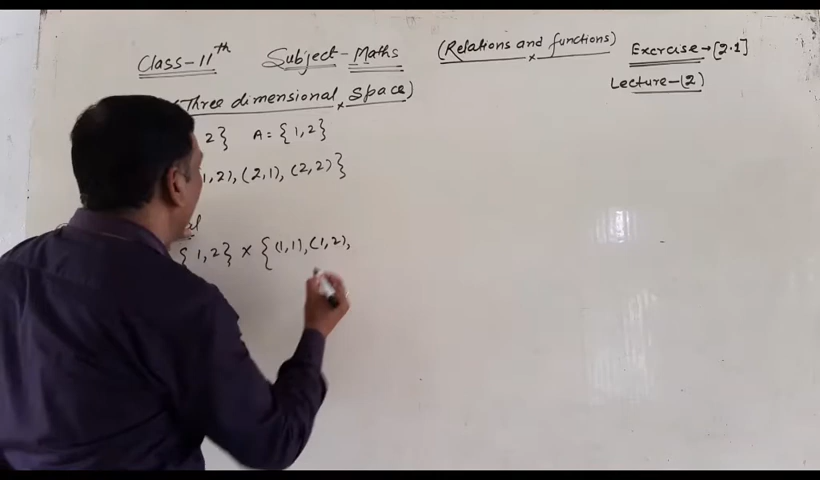 Class-11th Subject-Maths (Relations and functions) Excrcise→[2.1]
Lecture-(2)
(Three dimensional Space)
2} A={1,2}
1,2),(2,1),(2,2)}
{1,2} × {(1,1),(1,2),